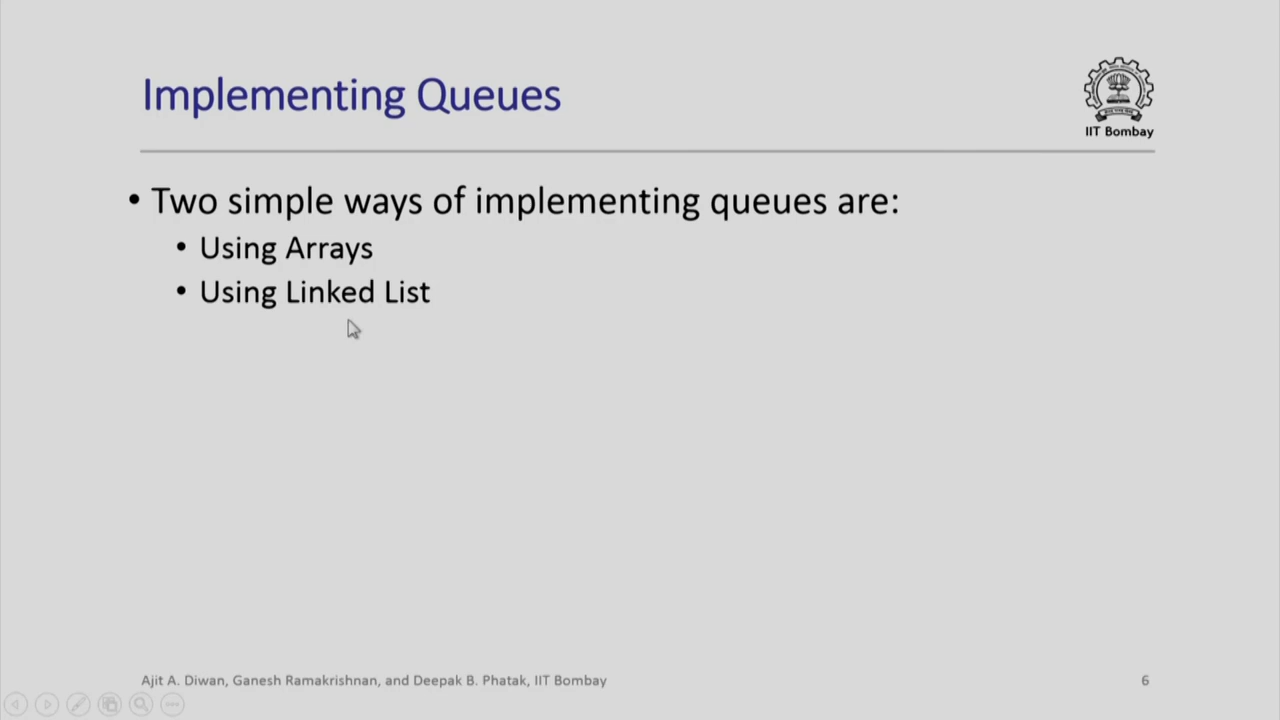 Implementing Queues
IIT Bombay
• Two simple ways of implementing queues are:
• Using Arrays
• Using Linked List
Ajit A. Diwan, Ganesh Ramakrishnan, and Deepak B. Phatak, IIT Bombay
6